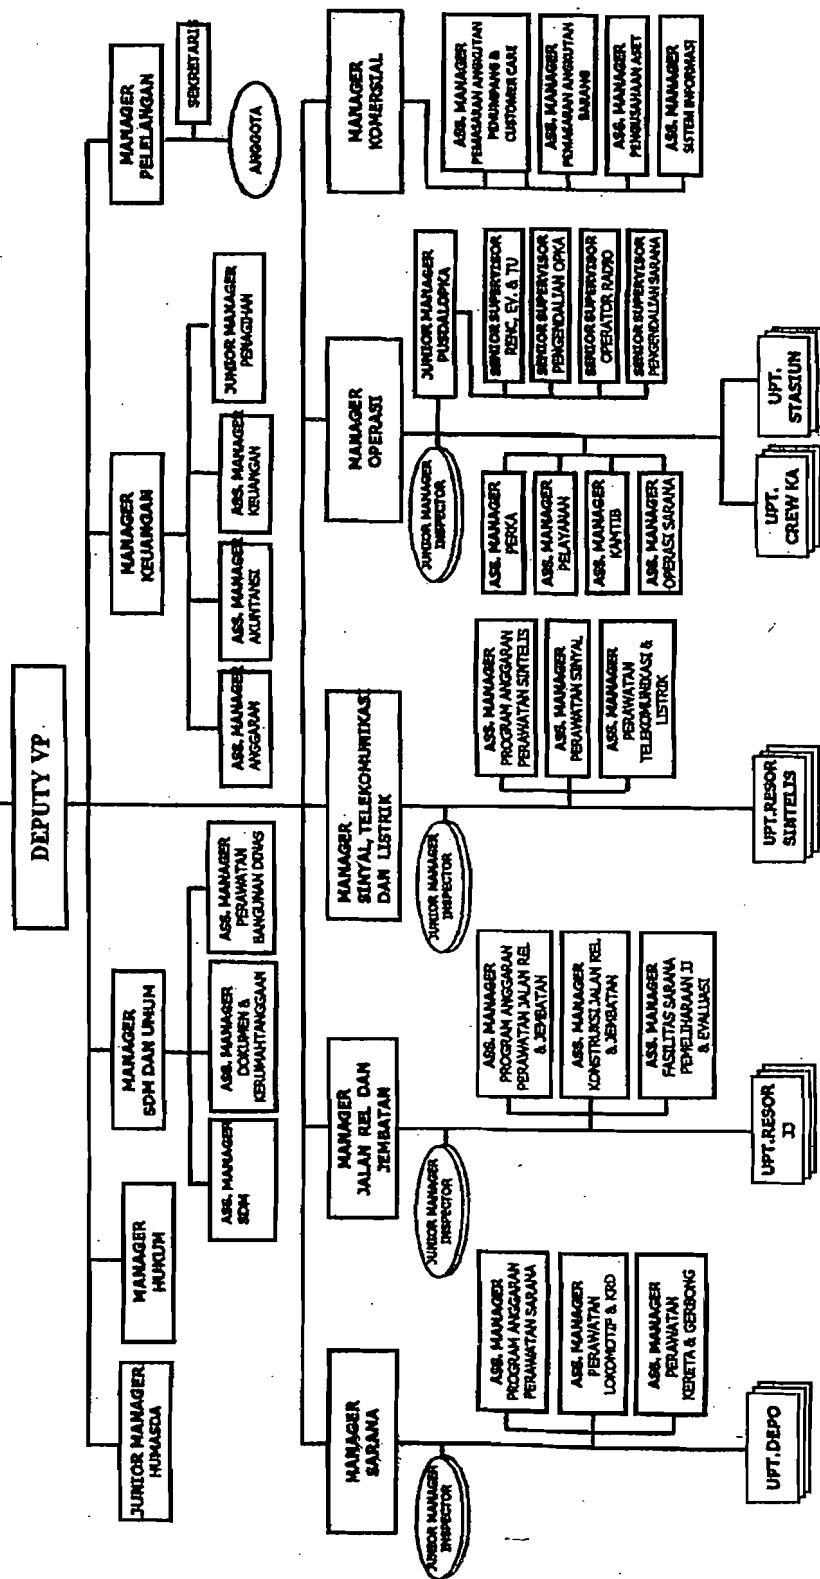 DEPUTY VP
JUNIOR MANAGER
HUMASDA
MANAGER
HUKUM
MANAGER
SDM DAN UMUM
MANAGER
KEUANGAN
MANAGER
PELELANGAN
SEKRETARIS
ANGGOTA
ASS. MANAGER
SDM
ASS. MANAGER
DOKUMEN &
KERUMAHTANGGAAN
ASS. MANAGER
PERAWATAN
BANGUNAN DINAS
ASS. MANAGER
ANGGARAN
ASS. MANAGER
AKUNTANSI
ASS. MANAGER
KEUANGAN
JUNIOR MANAGER
PENAGIHAN
MANAGER
SARANA
MANAGER
JALAN REL DAN
JEMBATAN
MANAGER
SINYAL, TELEKOMUNIKASI
DAN LISTRIK
MANAGER
OPERASI
MANAGER
KOMERSIAL
JUNIOR MANAGER
INSPECTOR
ASS. MANAGER
PROGRAM ANGGARAN
PERAWATAN SARANA
ASS. MANAGER
PERAWATAN
LOKOMOTIF & KRD
ASS. MANAGER
PERAWATAN
KERETA & GERBONG
UPT.DEPO
JUNIOR MANAGER
INSPECTOR
ASS. MANAGER
PROGRAM ANGGARAN
PERAWATAN JALAN REL
& JEMBATAN
ASS. MANAGER
KONSTRUKSI JALAN REL
& JEMBATAN
ASS. MANAGER
FASILITAS SARANA
PEMELIHARAAN JJ
& EVALUASI
UPT.RESOR
JJ
JUNIOR MANAGER
INSPECTOR
ASS. MANAGER
PROGRAM ANGGARAN
PERAWATAN SINTELIS
ASS. MANAGER
PERAWATAN SINYAL
ASS. MANAGER
PERAWATAN
TELEKOMUNIKASI &
LISTRIK
UPT.RESOR
SINTELIS
JUNIOR MANAGER
INSPECTOR
JUNIOR MANAGER
PUSDALOPKA
ASS. MANAGER
PERKA
ASS. MANAGER
PELAYANAN
ASS. MANAGER
KAMTIB
ASS. MANAGER
OPERASI SARANA
SENIOR SUPERVISOR
RENC, EV. & TU
SENIOR SUPERVISOR
PENGENDALIAN OPKA
SENIOR SUPERVISOR
OPERATOR RADIO
SENIOR SUPERVISOR
PENGENDALIAN SARANA
UPT.
CREW KA
UPT.
STASIUN
ASS. MANAGER
PEMASARAN ANGKUTAN
PENUMPANG &
CUSTOMER CARE
ASS. MANAGER
PEMASARAN ANGKUTAN
BARANG
ASS. MANAGER
PENGUSAHAAN ASET
ASS. MANAGER
SISTEM INFORMASI